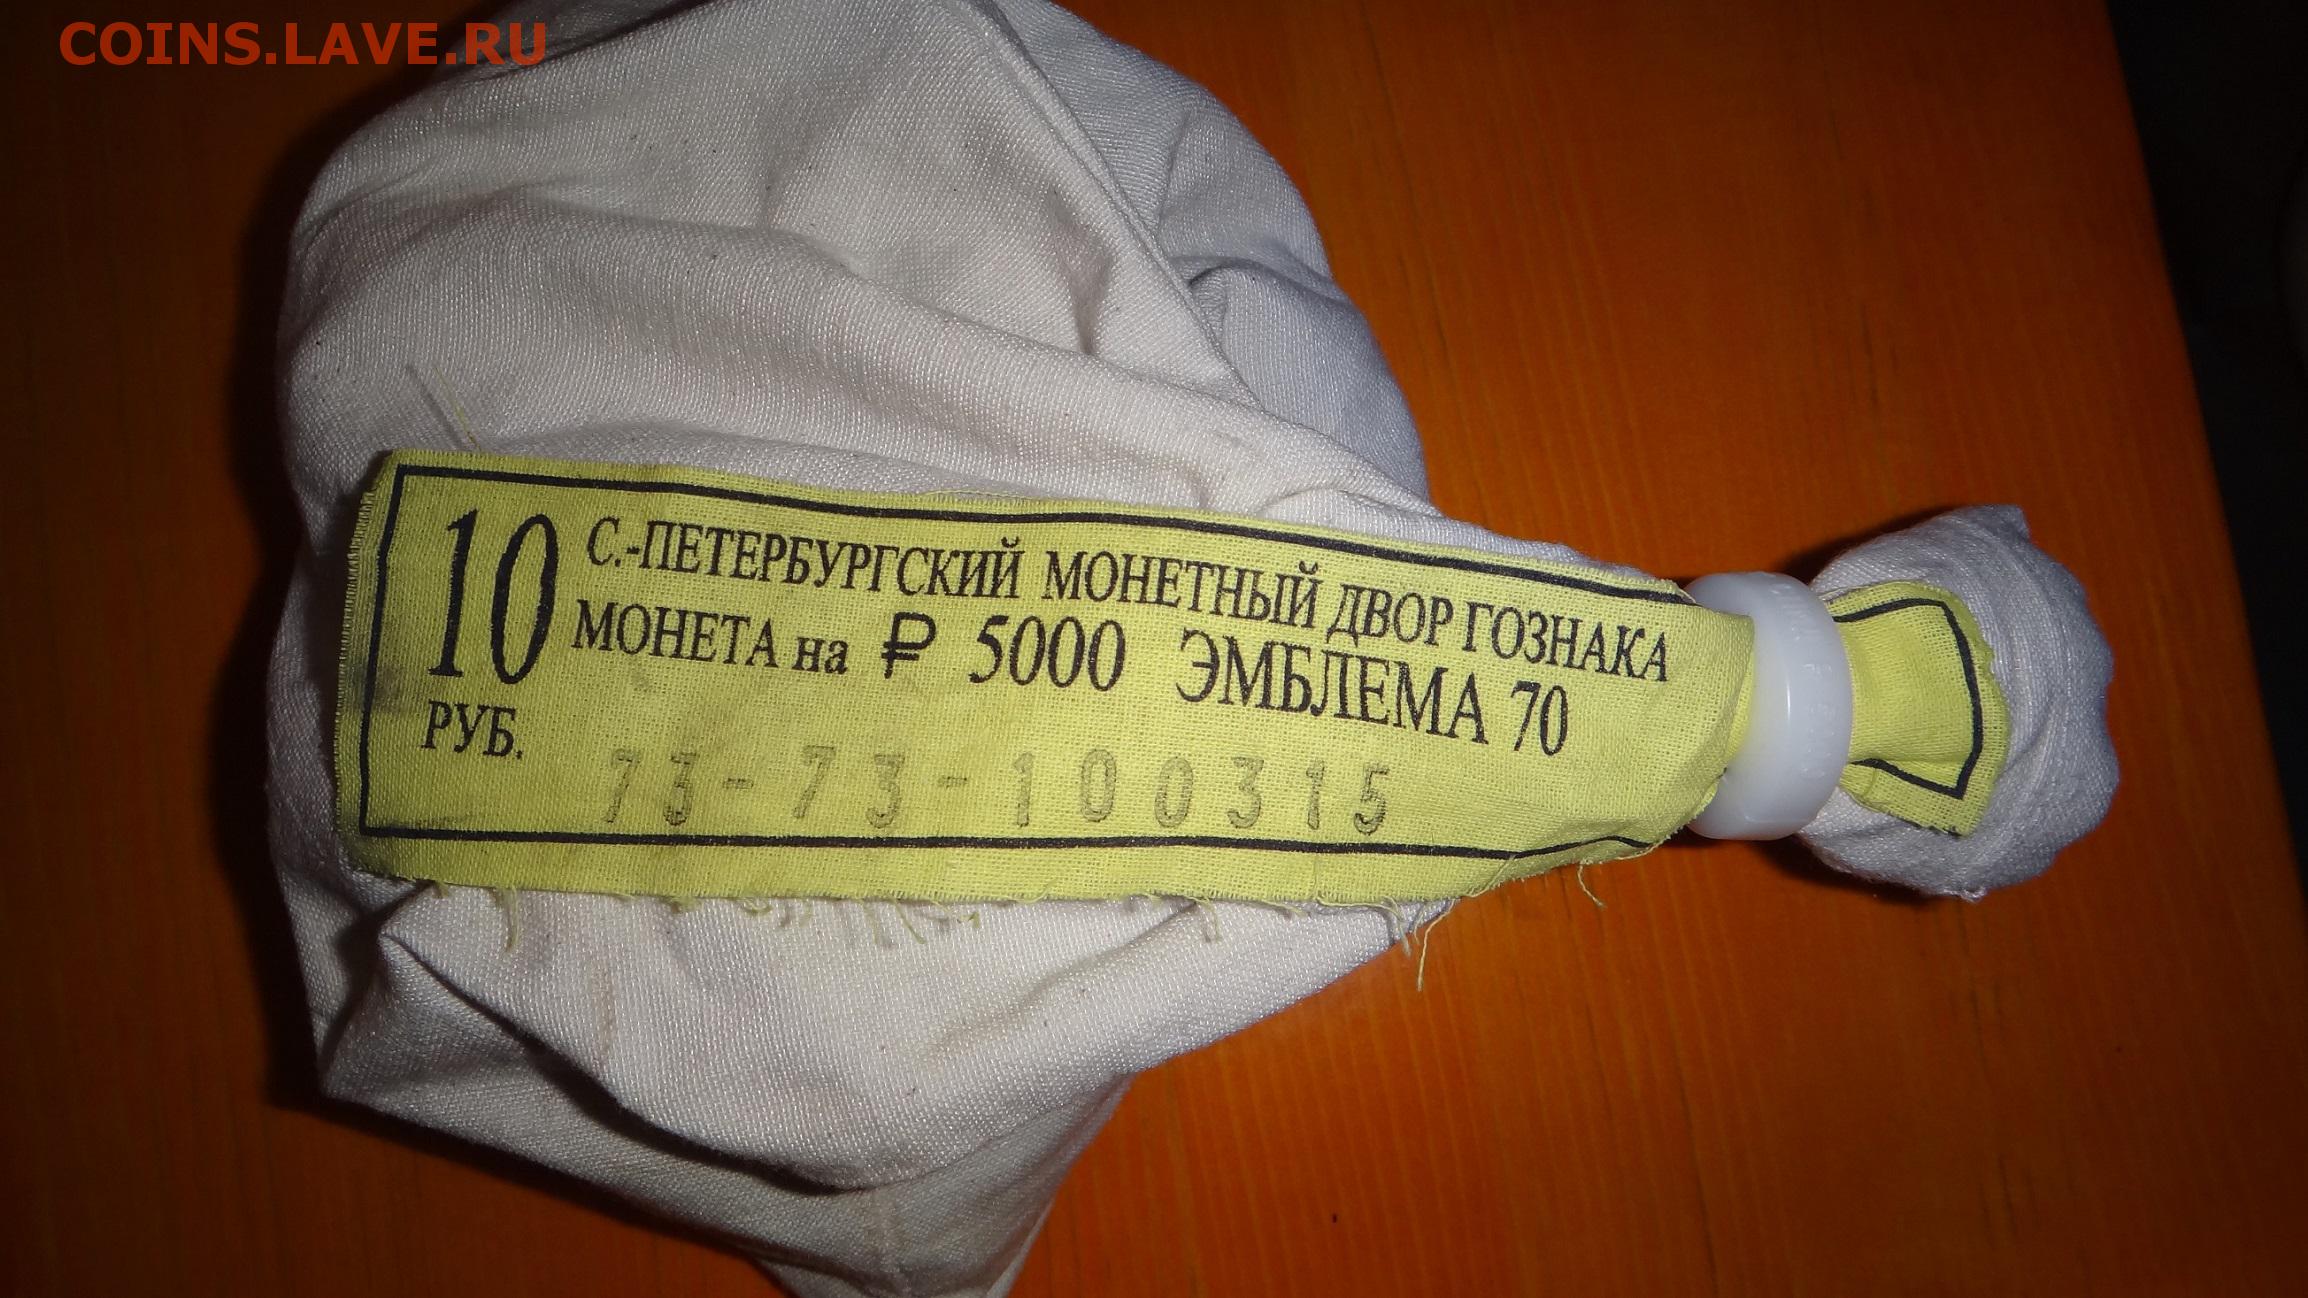 COINS.LAVE.RU
10 РУБ.
С.-ПЕТЕРБУРГСКИЙ МОНЕТНЫЙ ДВОР ГОЗНАКА
МОНЕТА на ₽ 5000 ЭМБЛЕМА 70
73-73-100315